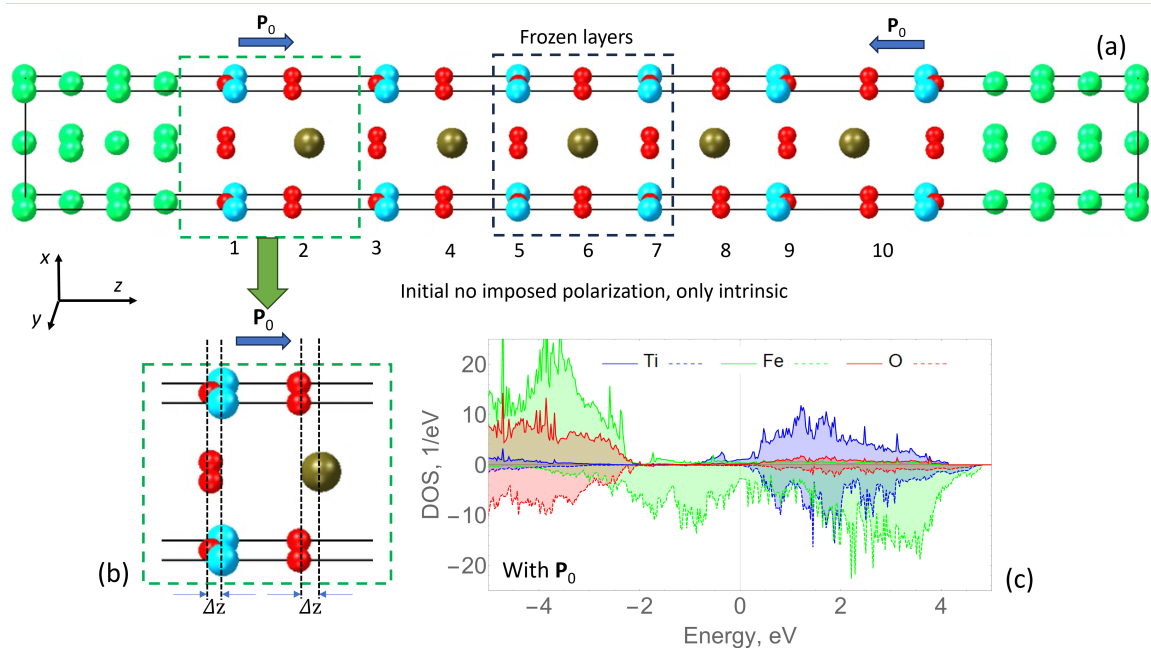 P0
Frozen layers
P0
(a)
1 2 3 4 5 6 7 8 9 10
x
z
y
Initial no imposed polarization, only intrinsic
P0
Δz Δz
(b)
Ti Fe O
DOS, 1/eV
20
10
0
−10
−20
With P0
−4 −2 0 2 4
Energy, eV
(c)